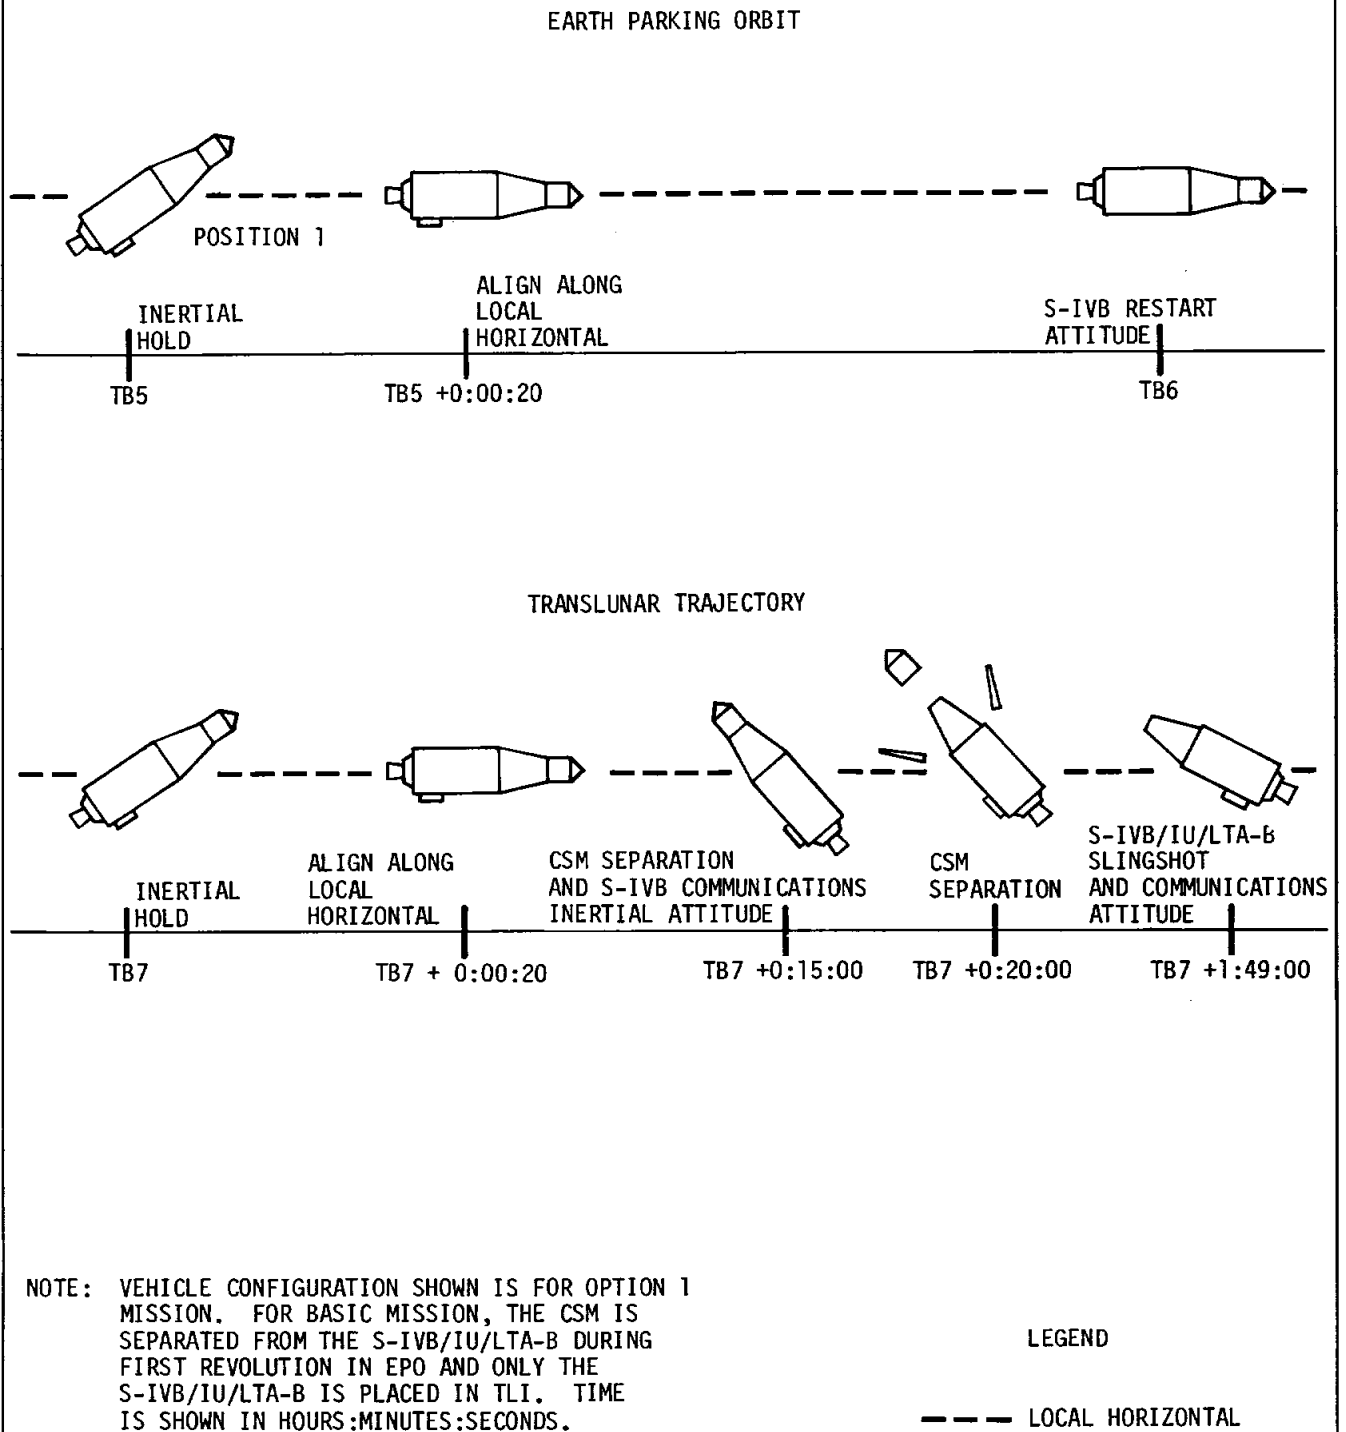 EARTH PARKING ORBIT
POSITION 1
INERTIAL
HOLD
ALIGN ALONG
LOCAL
HORIZONTAL
S-IVB RESTART
ATTITUDE
TB5
TB5 +0:00:20
TB6
TRANSLUNAR TRAJECTORY
INERTIAL
HOLD
ALIGN ALONG
LOCAL
HORIZONTAL
CSM SEPARATION
AND S-IVB COMMUNICATIONS
INERTIAL ATTITUDE
CSM
SEPARATION
S-IVB/IU/LTA-B
SLINGSHOT
AND COMMUNICATIONS
ATTITUDE
TB7
TB7 + 0:00:20
TB7 +0:15:00
TB7 +0:20:00
TB7 +1:49:00
NOTE: VEHICLE CONFIGURATION SHOWN IS FOR OPTION 1
MISSION. FOR BASIC MISSION, THE CSM IS
SEPARATED FROM THE S-IVB/IU/LTA-B DURING
FIRST REVOLUTION IN EPO AND ONLY THE
S-IVB/IU/LTA-B IS PLACED IN TLI. TIME
IS SHOWN IN HOURS:MINUTES:SECONDS.
LEGEND
LOCAL HORIZONTAL